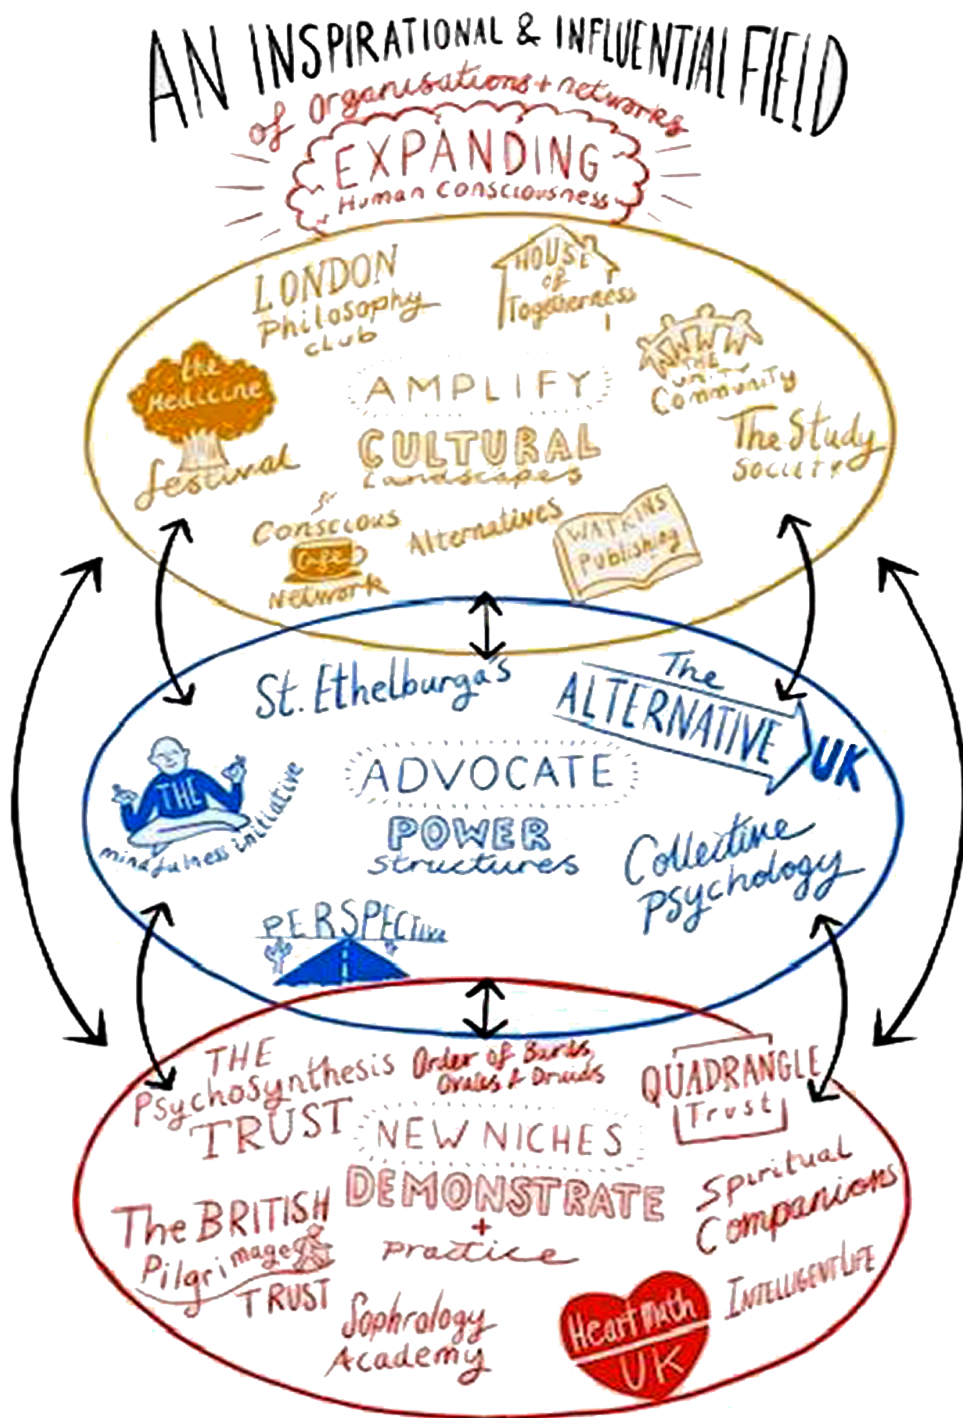 AN INSPIRATIONAL & INFLUENTIAL FIELD
of organisations + networks
EXPANDING
Human Consciousness
LONDON
Philosophy
CLUB
HOUSE
of
Togetherness
the
Medicine
festival
AMPLIFY
CULTURAL
Landscapes
THE
UNITY
Community
The Study
SOCIETY
Conscious
Cafe
Network
Alternatives
WATKINS
Publishing
St. Ethelburga's
The
ALTERNATIVE
UK
THE
mindfulness initiative
ADVOCATE
POWER
Structures
Collective
Psychology
PERSPECTIVA
THE
Psychosynthesis
TRUST
Order of Bards,
Ovates & Druids
QUADRANGLE
Trust
NEW NICHES
DEMONSTRATE
+
practice
The BRITISH
Pilgrimage
TRUST
Spiritual
Companions
Sophrology
Academy
Heartmath
UK
INTELLIGENT LIFE